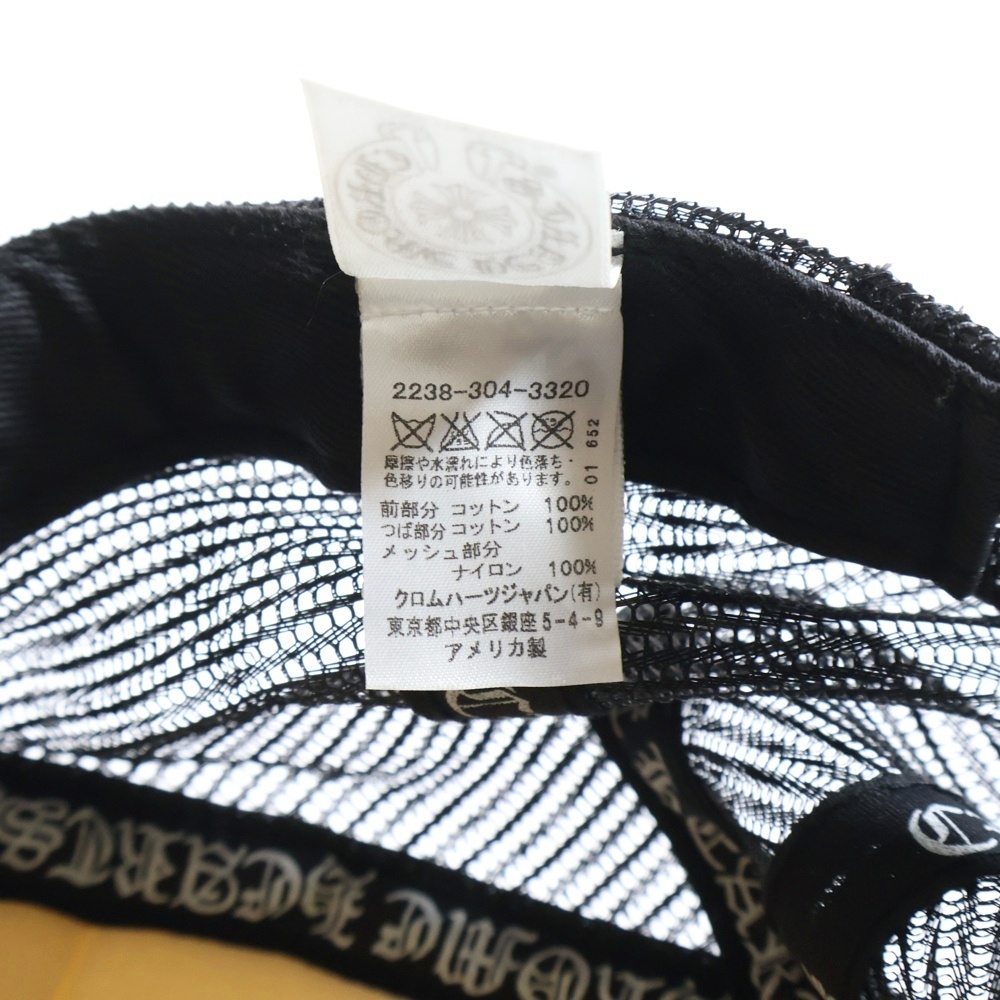 2238-304-3320
01 652
摩擦や水濡れにより色落ち・
色移りの可能性があります。
前部分 コットン 100%
つば部分 コットン 100%
メッシュ部分
ナイロン 100%
クロムハーツジャパン(有)
東京都中央区銀座5-4-9
アメリカ製
C
C
OME HEARTS